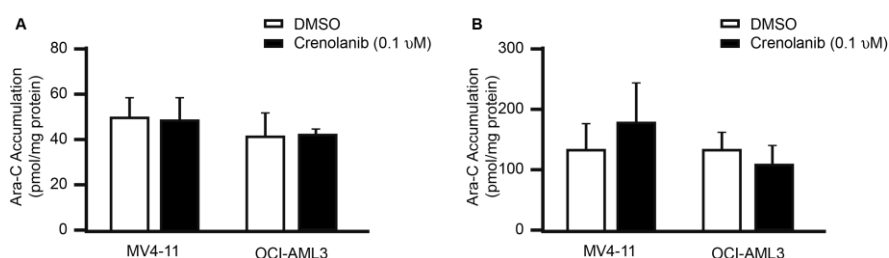 A
DMSO
Crenolanib (0.1 υM)
80
60
40
20
0
Ara-C Accumulation
(pmol/mg protein)
MV4-11
OCI-AML3
B
DMSO
Crenolanib (0.1 υM)
300
200
100
0
Ara-C Accumulation
(pmol/mg protein)
MV4-11
OCI-AML3